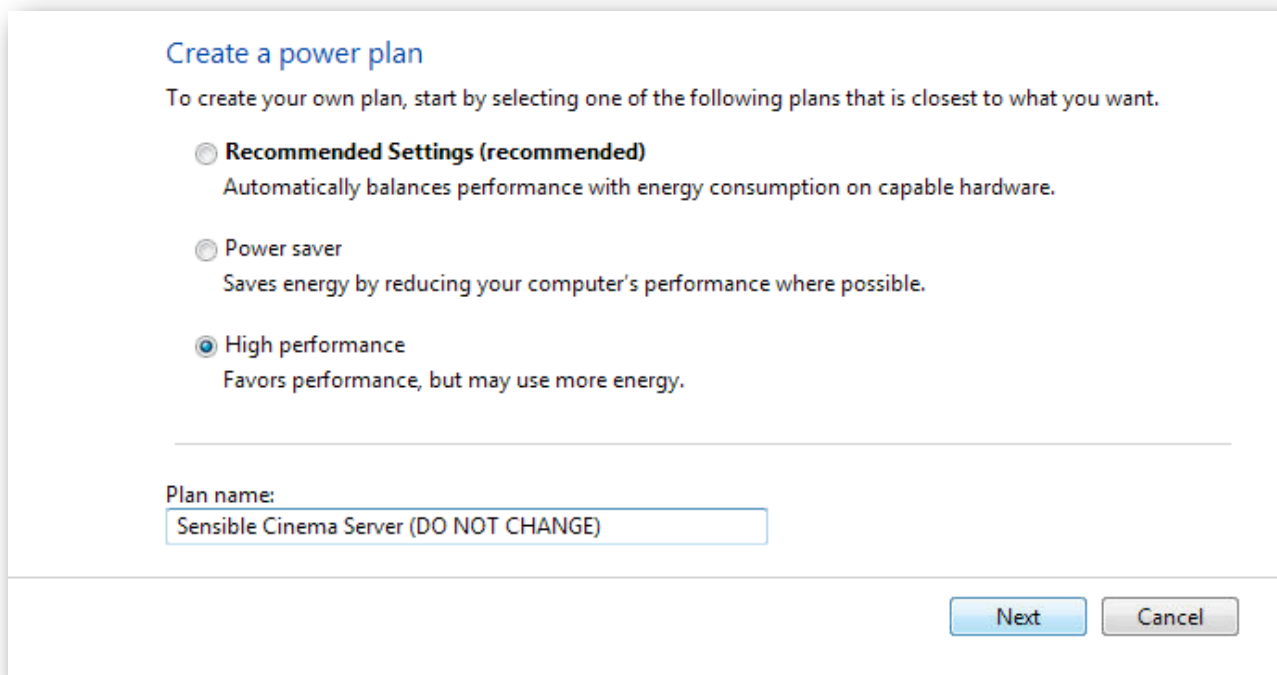 Create a power plan
To create your own plan, start by selecting one of the following plans that is closest to what you want.
Recommended Settings (recommended)
Automatically balances performance with energy consumption on capable hardware.
Power saver
Saves energy by reducing your computer's performance where possible.
High performance
Favors performance, but may use more energy.
Plan name:
Sensible Cinema Server (DO NOT CHANGE)
Next Cancel